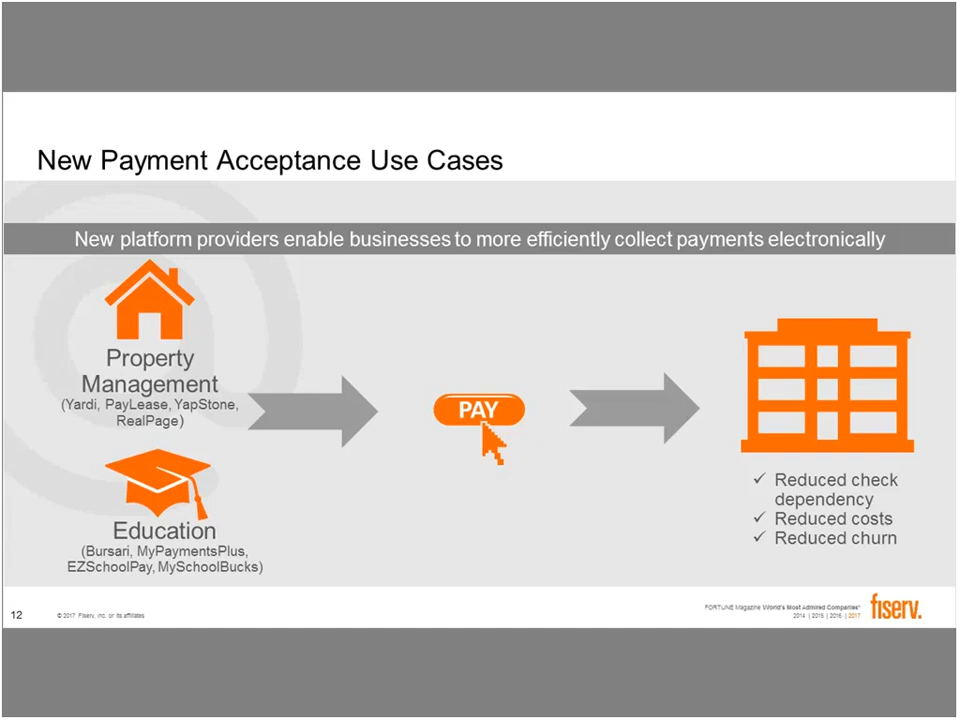 New Payment Acceptance Use Cases
New platform providers enable businesses to more efficiently collect payments electronically
Property
Management
(Yardi, PayLease, YapStone,
RealPage)
PAY
Education
(Bursari, MyPaymentsPlus,
EZSchoolPay, MySchoolBucks)
✓ Reduced check
dependency
✓ Reduced costs
✓ Reduced churn
12
© 2017 Fiserv, Inc. or its affiliates
FORTUNE Magazine World's Most Admired Companies®
2014 | 2015 | 2016 | 2017
fiserv.